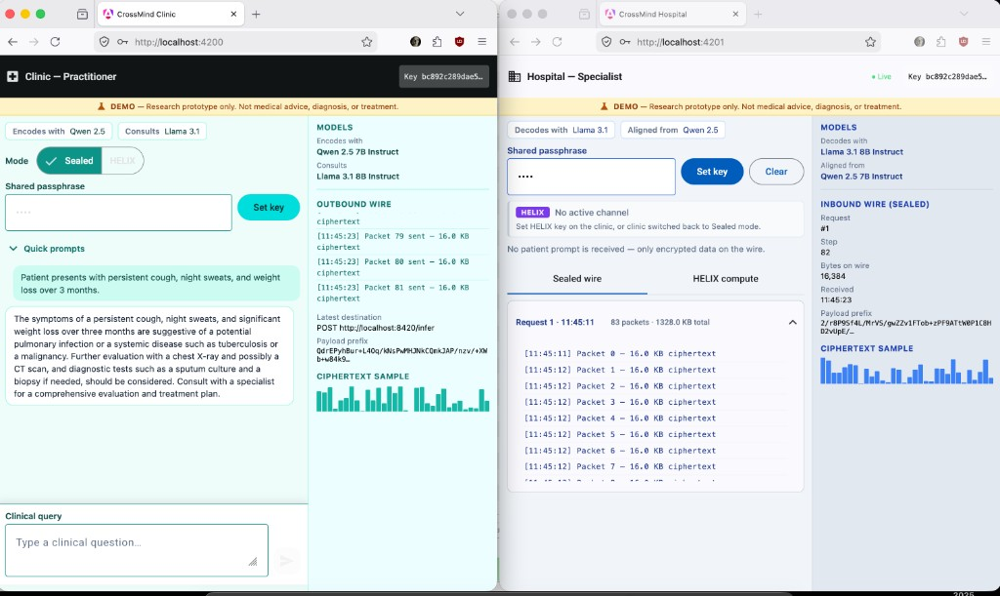 CrossMind Clinic
http://localhost:4200
Clinic — Practitioner
Key bc892c289dae5…
DEMO — Research prototype only. Not medical advice, diagnosis, or treatment.
Encodes with Qwen 2.5
Consults Llama 3.1
Mode
Sealed
HELIX
Shared passphrase
Set key
Quick prompts
Patient presents with persistent cough, night sweats, and weight
loss over 3 months.
The symptoms of a persistent cough, night sweats, and significant
weight loss over three months are suggestive of a potential
pulmonary infection or a systemic disease such as tuberculosis or
a malignancy. Further evaluation with a chest X-ray and possibly a
CT scan, and diagnostic tests such as a sputum culture and a
biopsy if needed, should be considered. Consult with a specialist
for a comprehensive evaluation and treatment plan.
Clinical query
Type a clinical question...
MODELS
Encodes with
Qwen 2.5 7B Instruct
Consults
Llama 3.1 8B Instruct
OUTBOUND WIRE
ciphertext
[11:45:23] Packet 79 sent — 16.0 KB
ciphertext
[11:45:23] Packet 80 sent — 16.0 KB
ciphertext
[11:45:23] Packet 81 sent — 16.0 KB
ciphertext
Latest destination
POST http://localhost:8420/infer
Payload prefix
CIPHERTEXT SAMPLE
CrossMind Hospital
http://localhost:4201
Hospital — Specialist
Live
Key bc892c289dae5…
DEMO — Research prototype only. Not medical advice, diagnosis, or treatment.
Decodes with Llama 3.1
Aligned from Qwen 2.5
Shared passphrase
Set key
Clear
HELIX No active channel
Set HELIX key on the clinic, or clinic switched back to Sealed mode.
No patient prompt is received — only encrypted data on the wire.
Sealed wire
HELIX compute
Request 1 · 11:45:11 83 packets · 1328.0 KB total
[11:45:11] Packet 0 — 16.0 KB ciphertext
[11:45:12] Packet 1 — 16.0 KB ciphertext
[11:45:12] Packet 2 — 16.0 KB ciphertext
[11:45:12] Packet 3 — 16.0 KB ciphertext
[11:45:12] Packet 4 — 16.0 KB ciphertext
[11:45:12] Packet 5 — 16.0 KB ciphertext
[11:45:12] Packet 6 — 16.0 KB ciphertext
[11:45:12] Packet 7 — 16.0 KB ciphertext
MODELS
Decodes with
Llama 3.1 8B Instruct
Aligned from
Qwen 2.5 7B Instruct
INBOUND WIRE (SEALED)
Request
#1
Step
82
Bytes on wire
16,384
Received
11:45:23
Payload prefix
CIPHERTEXT SAMPLE